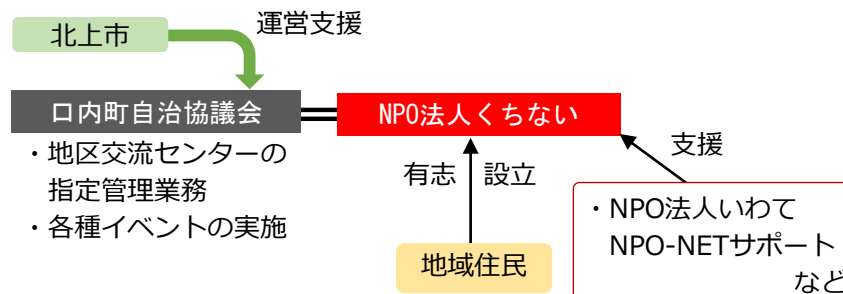 北上市
運営支援
口内町自治協議会
NPO法人くちない
・地区交流センターの
指定管理業務
・各種イベントの実施
有志
設立
支援
地域住民
・NPO法人いわて
NPO-NETサポート
など